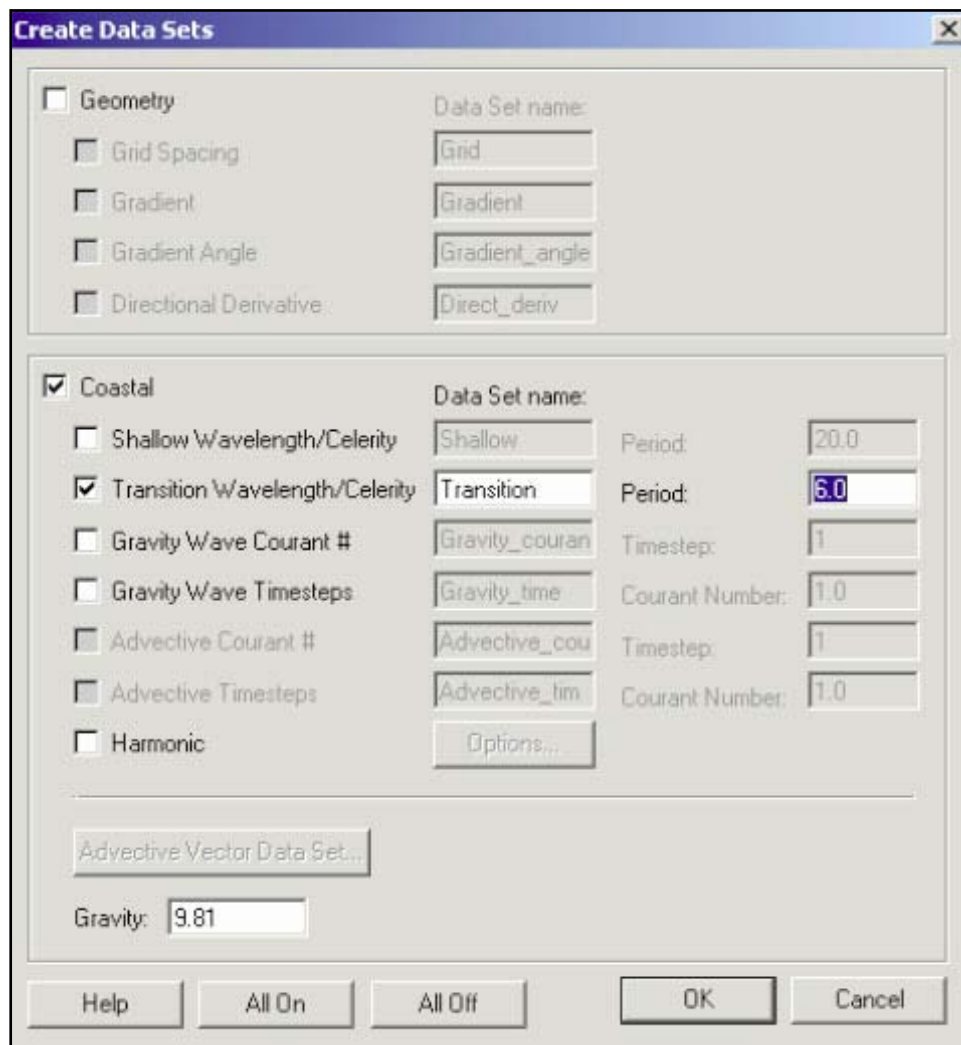 Create Data Sets
Geometry
Data Set name:
Grid Spacing
Grid
Gradient
Gradient
Gradient Angle
Gradient_angle
Directional Derivative
Direct_deriv
Coastal
Data Set name:
Shallow Wavelength/Celerity
Shallow
Period:
20.0
Transition Wavelength/Celerity
Transition
Period:
6.0
Gravity Wave Courant #
Gravity_couran
Timestep:
1
Gravity Wave Timesteps
Gravity_time
Courant Number:
1.0
Advective Courant #
Advective_cou
Timestep:
1
Advective Timesteps
Advective_tim
Courant Number:
1.0
Harmonic
Options...
Advective Vector Data Set...
Gravity:
9.81
Help
All On
All Off
OK
Cancel